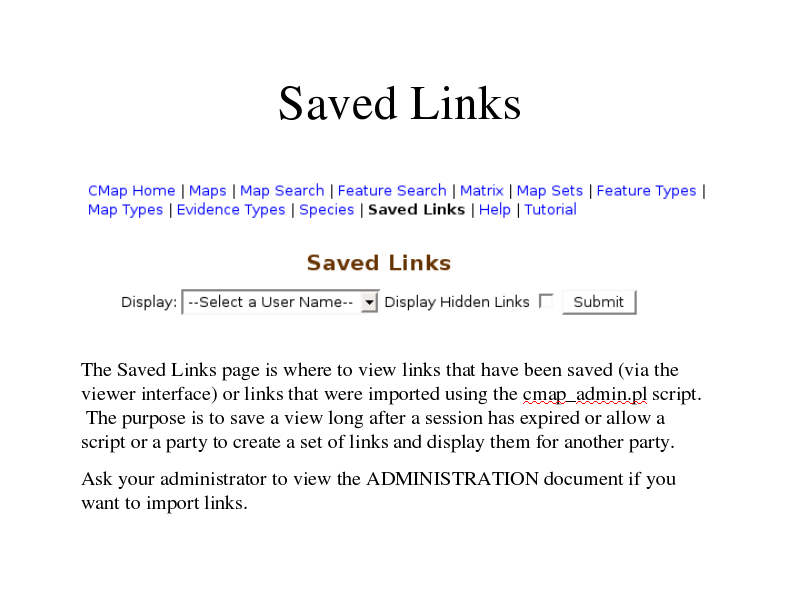 Saved Links
CMap Home | Maps | Map Search | Feature Search | Matrix | Map Sets | Feature Types |
Map Types | Evidence Types | Species | Saved Links | Help | Tutorial
Saved Links
Display: --Select a User Name-- Display Hidden Links Submit
The Saved Links page is where to view links that have been saved (via the
viewer interface) or links that were imported using the cmap_admin.pl script.
The purpose is to save a view long after a session has expired or allow a
script or a party to create a set of links and display them for another party.
Ask your administrator to view the ADMINISTRATION document if you
want to import links.